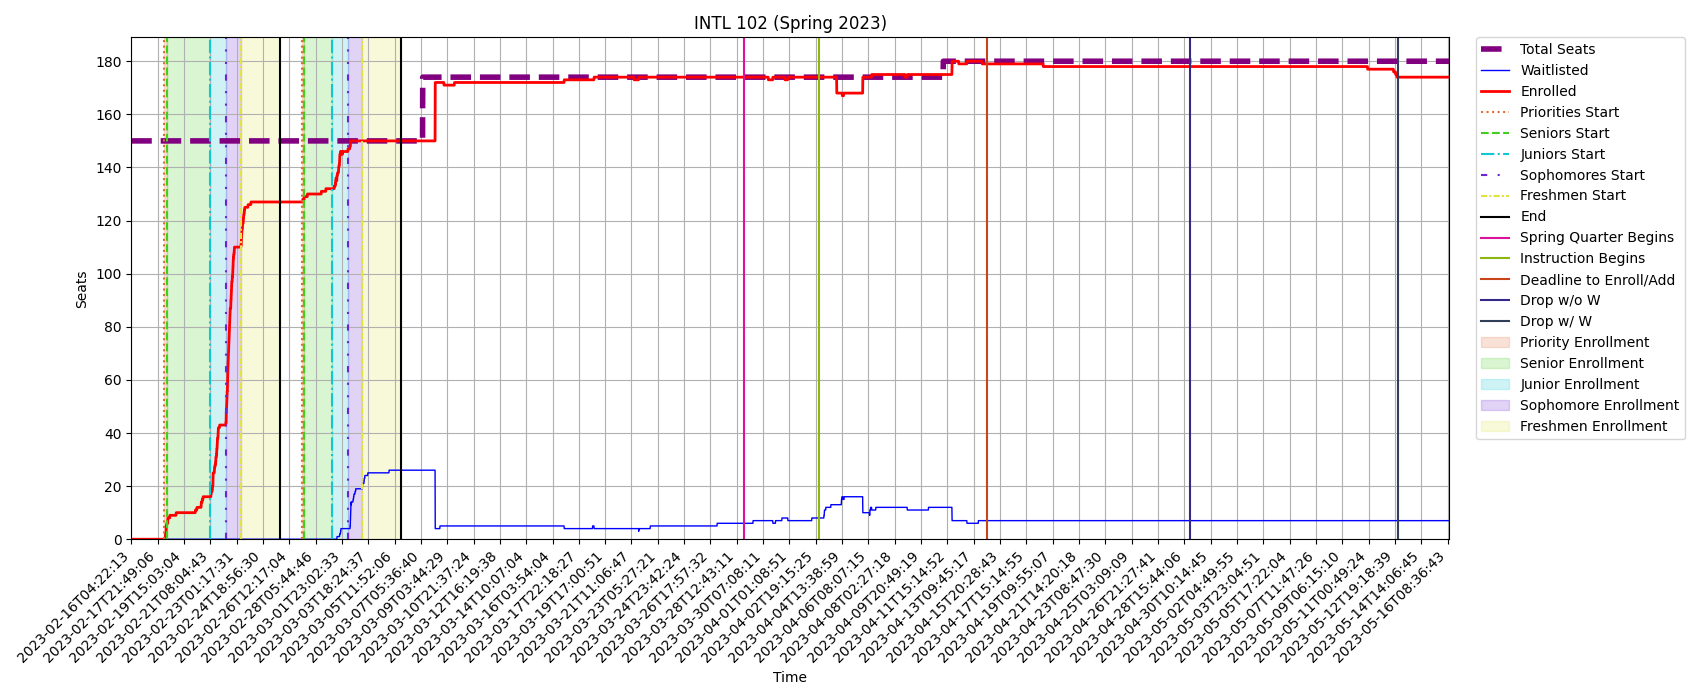 INTL 102 (Spring 2023)
Seats
180
160
140
120
100
80
60
40
20
0
2023-02-16T04:22:13
2023-02-17T21:49:06
2023-02-19T15:03:04
2023-02-21T08:04:43
2023-02-23T01:17:31
2023-02-24T18:56:30
2023-02-26T12:17:04
2023-02-28T05:44:46
2023-03-01T23:02:33
2023-03-03T18:24:37
2023-03-05T11:52:06
2023-03-07T05:36:40
2023-03-09T03:44:29
2023-03-10T21:37:24
2023-03-12T16:19:38
2023-03-14T10:07:04
2023-03-16T03:54:04
2023-03-17T22:18:27
2023-03-19T17:00:51
2023-03-21T11:06:47
2023-03-23T05:27:21
2023-03-24T23:42:24
2023-03-26T17:57:32
2023-03-28T12:43:11
2023-03-30T07:08:11
2023-04-01T01:08:51
2023-04-02T19:15:25
2023-04-04T13:38:59
2023-04-06T08:07:15
2023-04-08T02:27:18
2023-04-09T20:49:19
2023-04-11T15:14:52
2023-04-13T09:45:17
2023-04-15T20:28:43
2023-04-17T15:14:55
2023-04-19T09:55:07
2023-04-21T14:20:18
2023-04-23T08:47:30
2023-04-25T03:09:09
2023-04-26T21:27:41
2023-04-28T15:44:06
2023-04-30T10:14:45
2023-05-02T04:49:55
2023-05-03T23:04:51
2023-05-05T17:22:04
2023-05-07T11:47:26
2023-05-09T06:15:10
2023-05-11T00:49:24
2023-05-12T19:18:39
2023-05-14T14:06:45
2023-05-16T08:36:43
Time
Total Seats
Waitlisted
Enrolled
Priorities Start
Seniors Start
Juniors Start
Sophomores Start
Freshmen Start
End
Spring Quarter Begins
Instruction Begins
Deadline to Enroll/Add
Drop w/o W
Drop w/ W
Priority Enrollment
Senior Enrollment
Junior Enrollment
Sophomore Enrollment
Freshmen Enrollment